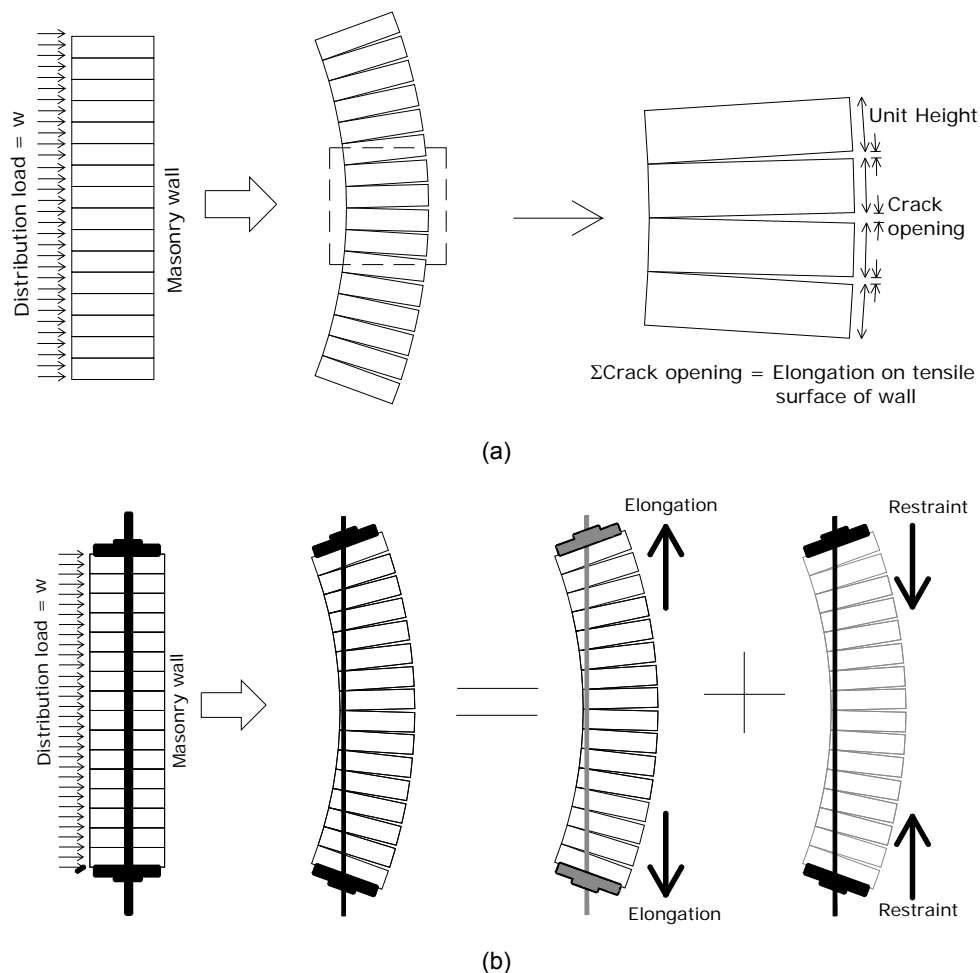 Distribution load = w
Masonry wall
Unit Height
Crack
opening
ΣCrack opening = Elongation on tensile
surface of wall
(a)
Distribution load = w
Masonry wall
Elongation
Restraint
Elongation
Restraint
(b)